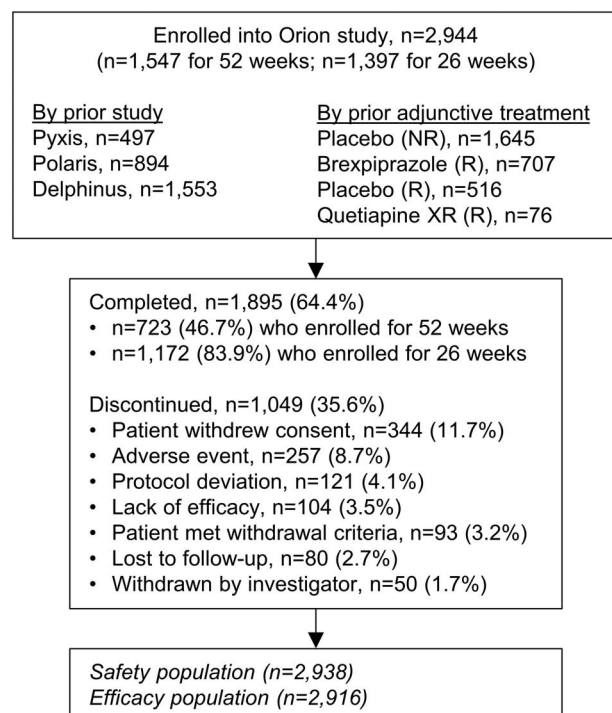 Enrolled into Orion study, n=2,944
(n=1,547 for 52 weeks; n=1,397 for 26 weeks)
By prior study
Pyxis, n=497
Polaris, n=894
Delphinus, n=1,553
By prior adjunctive treatment
Placebo (NR), n=1,645
Brexpiprazole (R), n=707
Placebo (R), n=516
Quetiapine XR (R), n=76
Completed, n=1,895 (64.4%)
• n=723 (46.7%) who enrolled for 52 weeks
• n=1,172 (83.9%) who enrolled for 26 weeks
Discontinued, n=1,049 (35.6%)
• Patient withdrew consent, n=344 (11.7%)
• Adverse event, n=257 (8.7%)
• Protocol deviation, n=121 (4.1%)
• Lack of efficacy, n=104 (3.5%)
• Patient met withdrawal criteria, n=93 (3.2%)
• Lost to follow-up, n=80 (2.7%)
• Withdrawn by investigator, n=50 (1.7%)
Safety population (n=2,938)
Efficacy population (n=2,916)